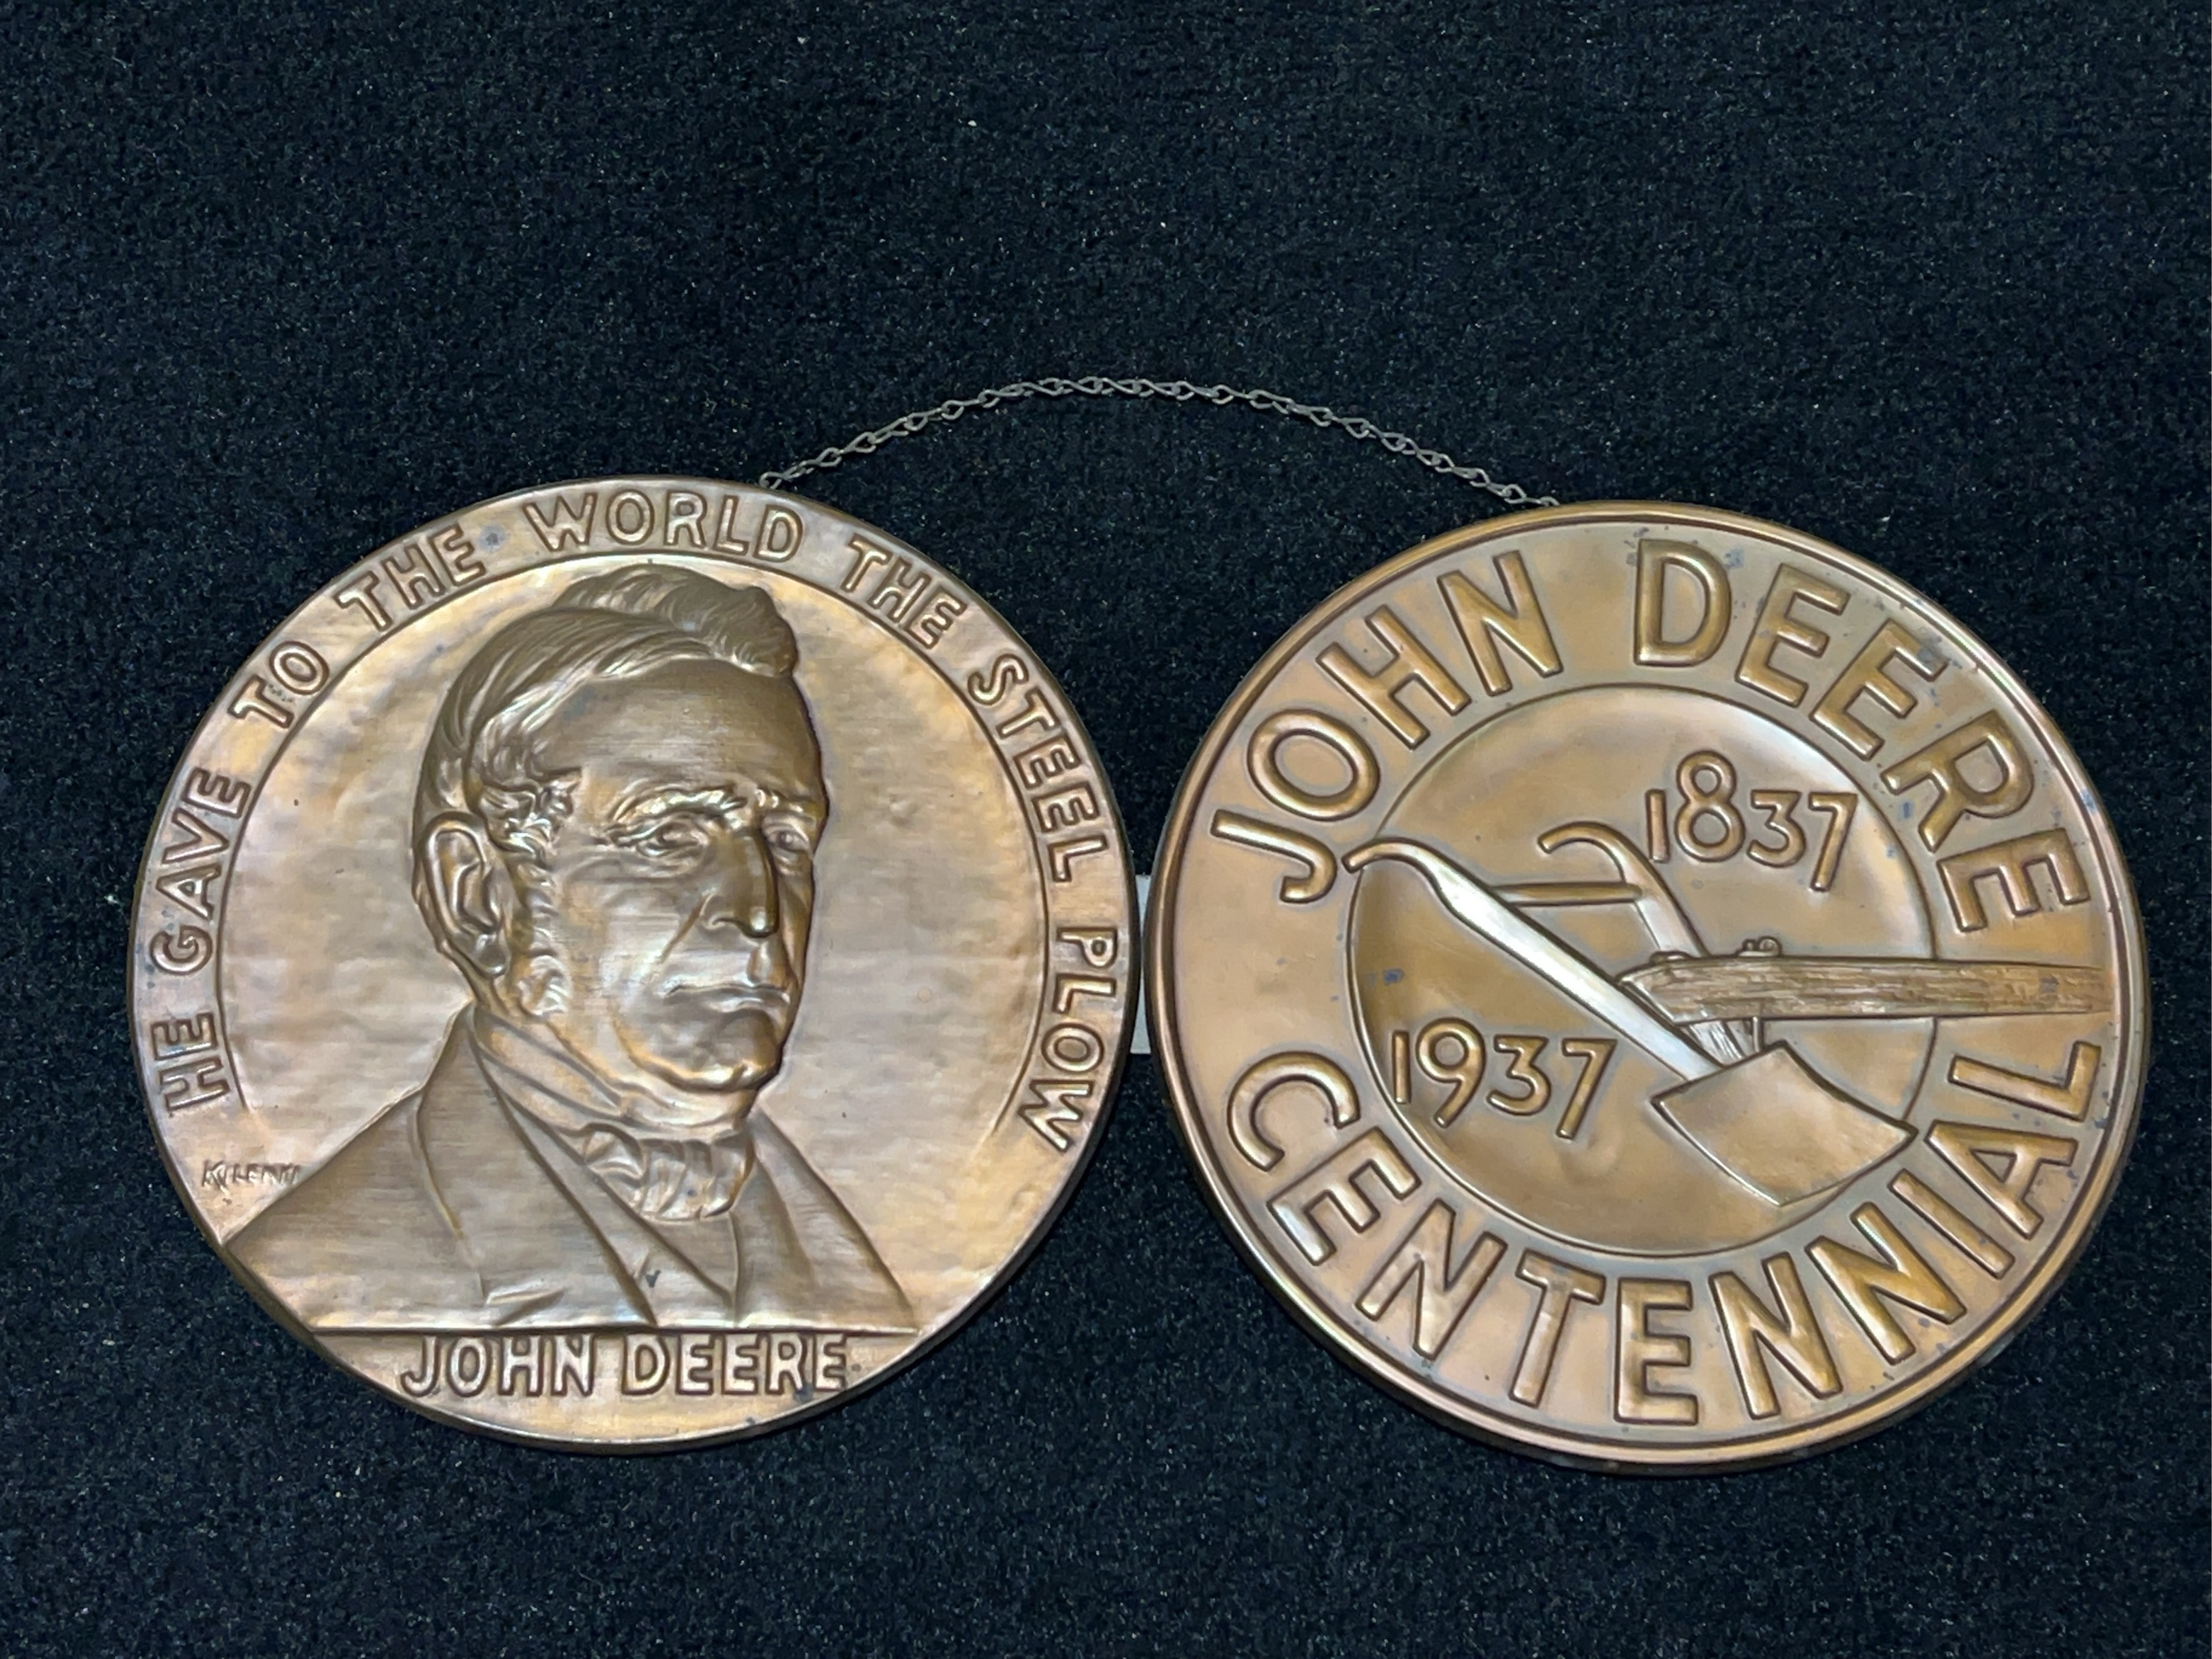 HE GAVE TO THE WORLD THE STEEL PLOW
JOHN DEERE
JOHN DEERE
1837
1937
CENTENNIAL